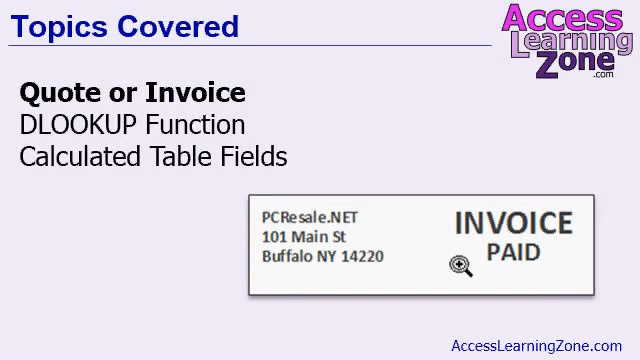 Topics Covered
Access
Learning
Zone
.com
Quote or Invoice
DLOOKUP Function
Calculated Table Fields
PCResale.NET
101 Main St
Buffalo NY 14220
INVOICE
PAID
AccessLearningZone.com